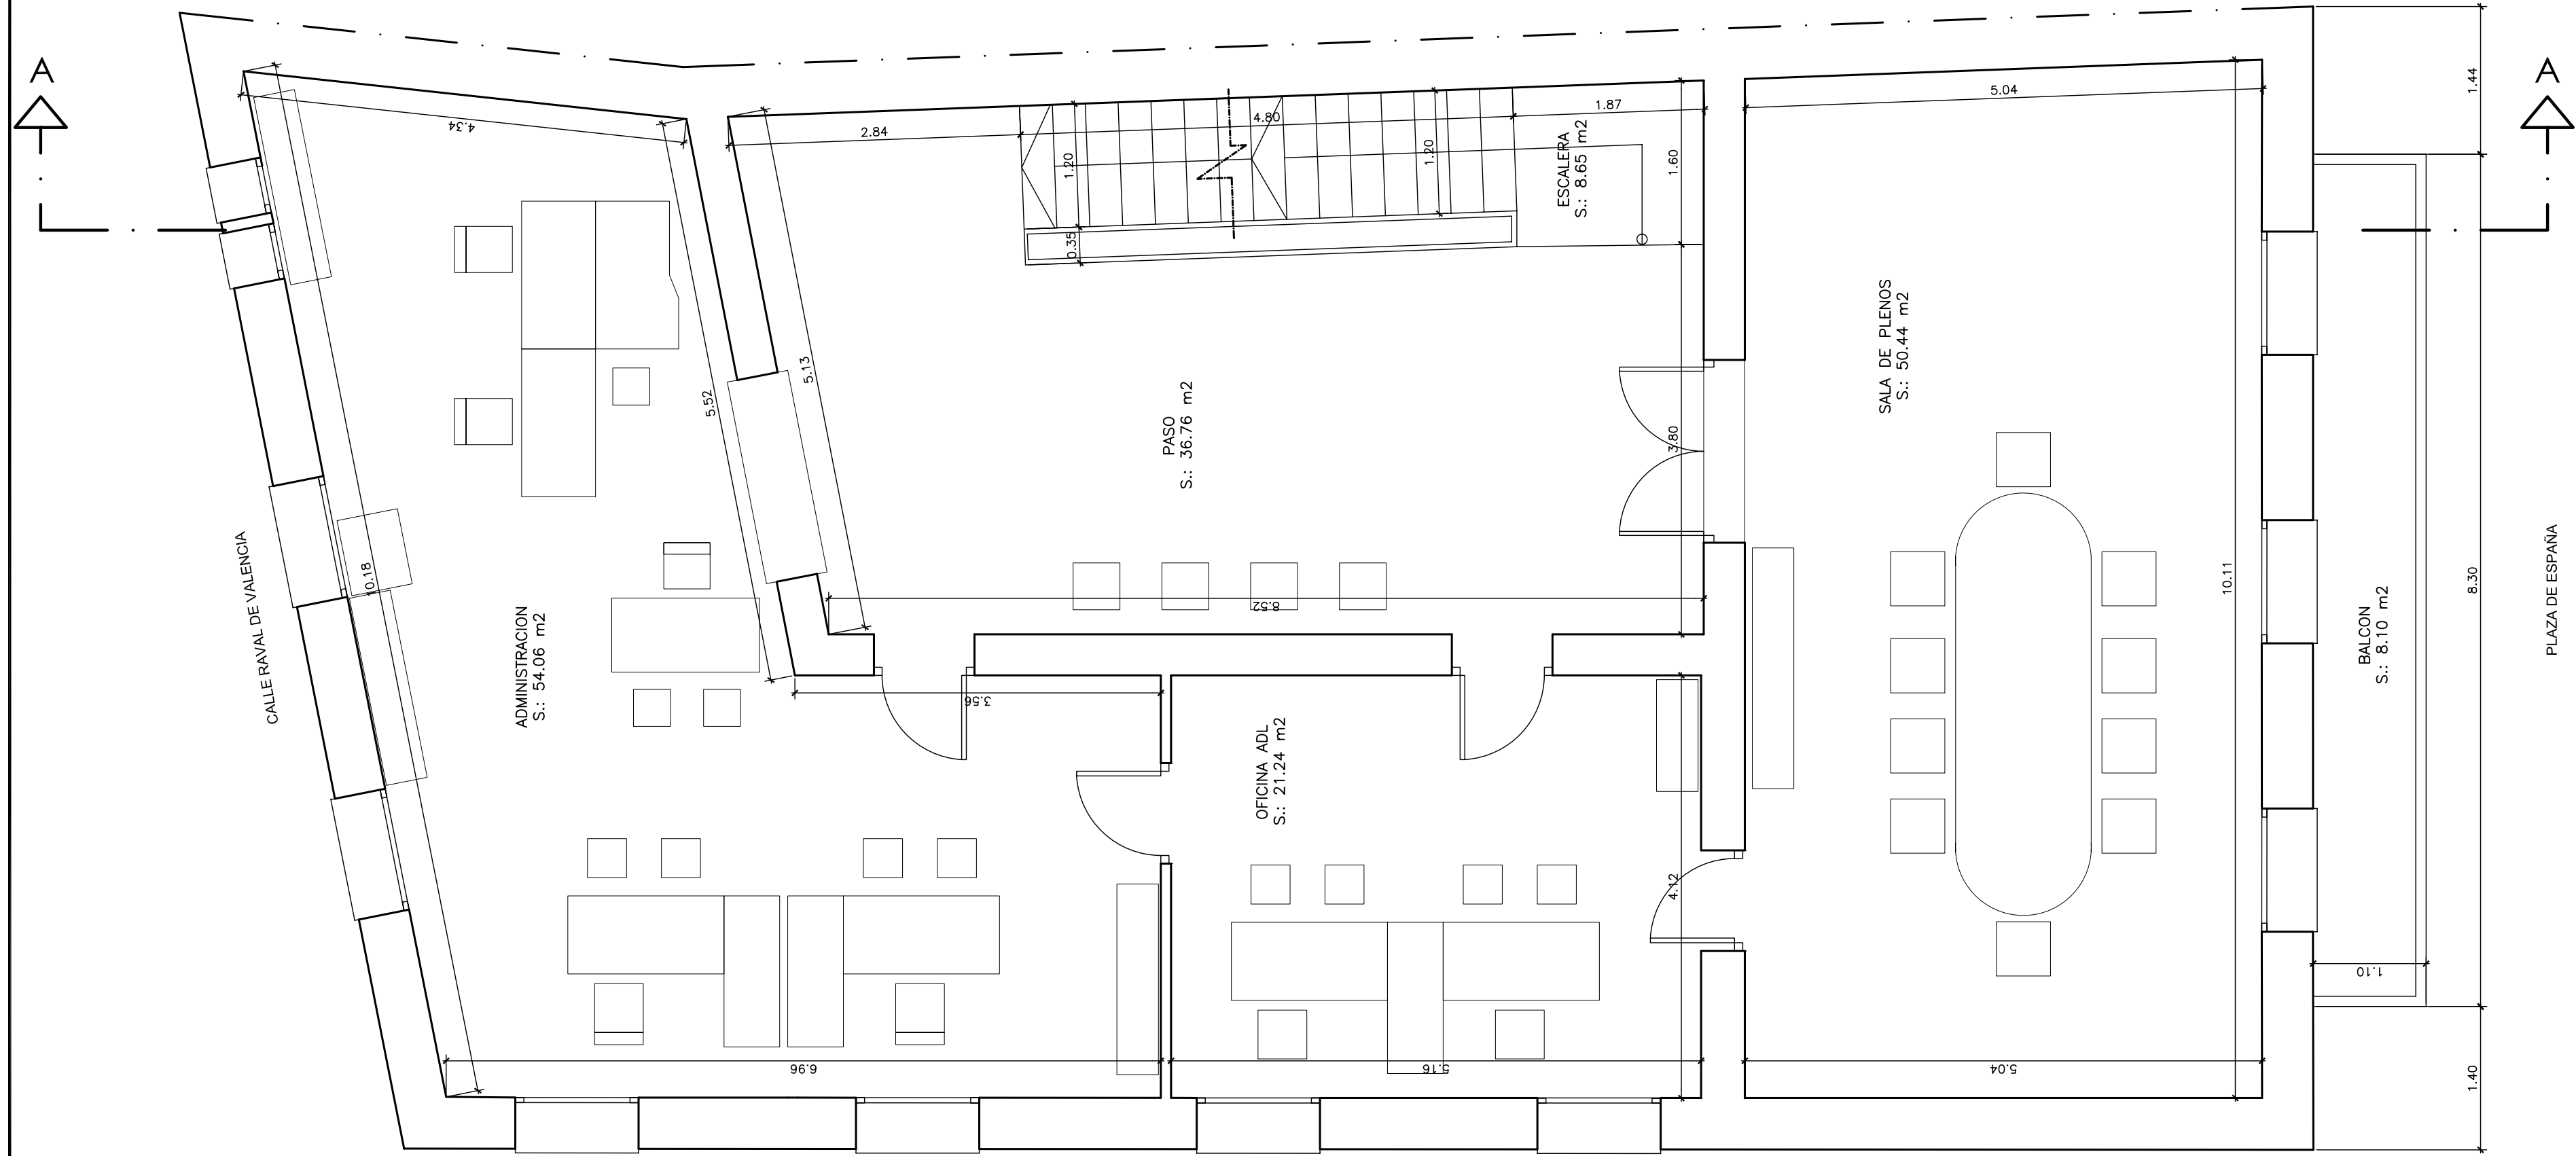 A
A
4.34
2.84
4.80
1.87
5.04
1.44
1.20
1.20
0.35
1.60
ESCALERA
S.: 8.65 m2
5.52
5.13
PASO
S.: 36.76 m2
3.80
SALA DE PLENOS
S.: 50.44 m2
CALLE RAVAL DE VALENCIA
10.18
ADMINISTRACION
S.: 54.06 m2
8.52
10.11
8.30
BALCON
S.: 8.10 m2
PLAZA DE ESPAÑA
3.56
OFICINA ADL
S.: 21.24 m2
4.12
1.10
6.96
5.16
5.04
1.40